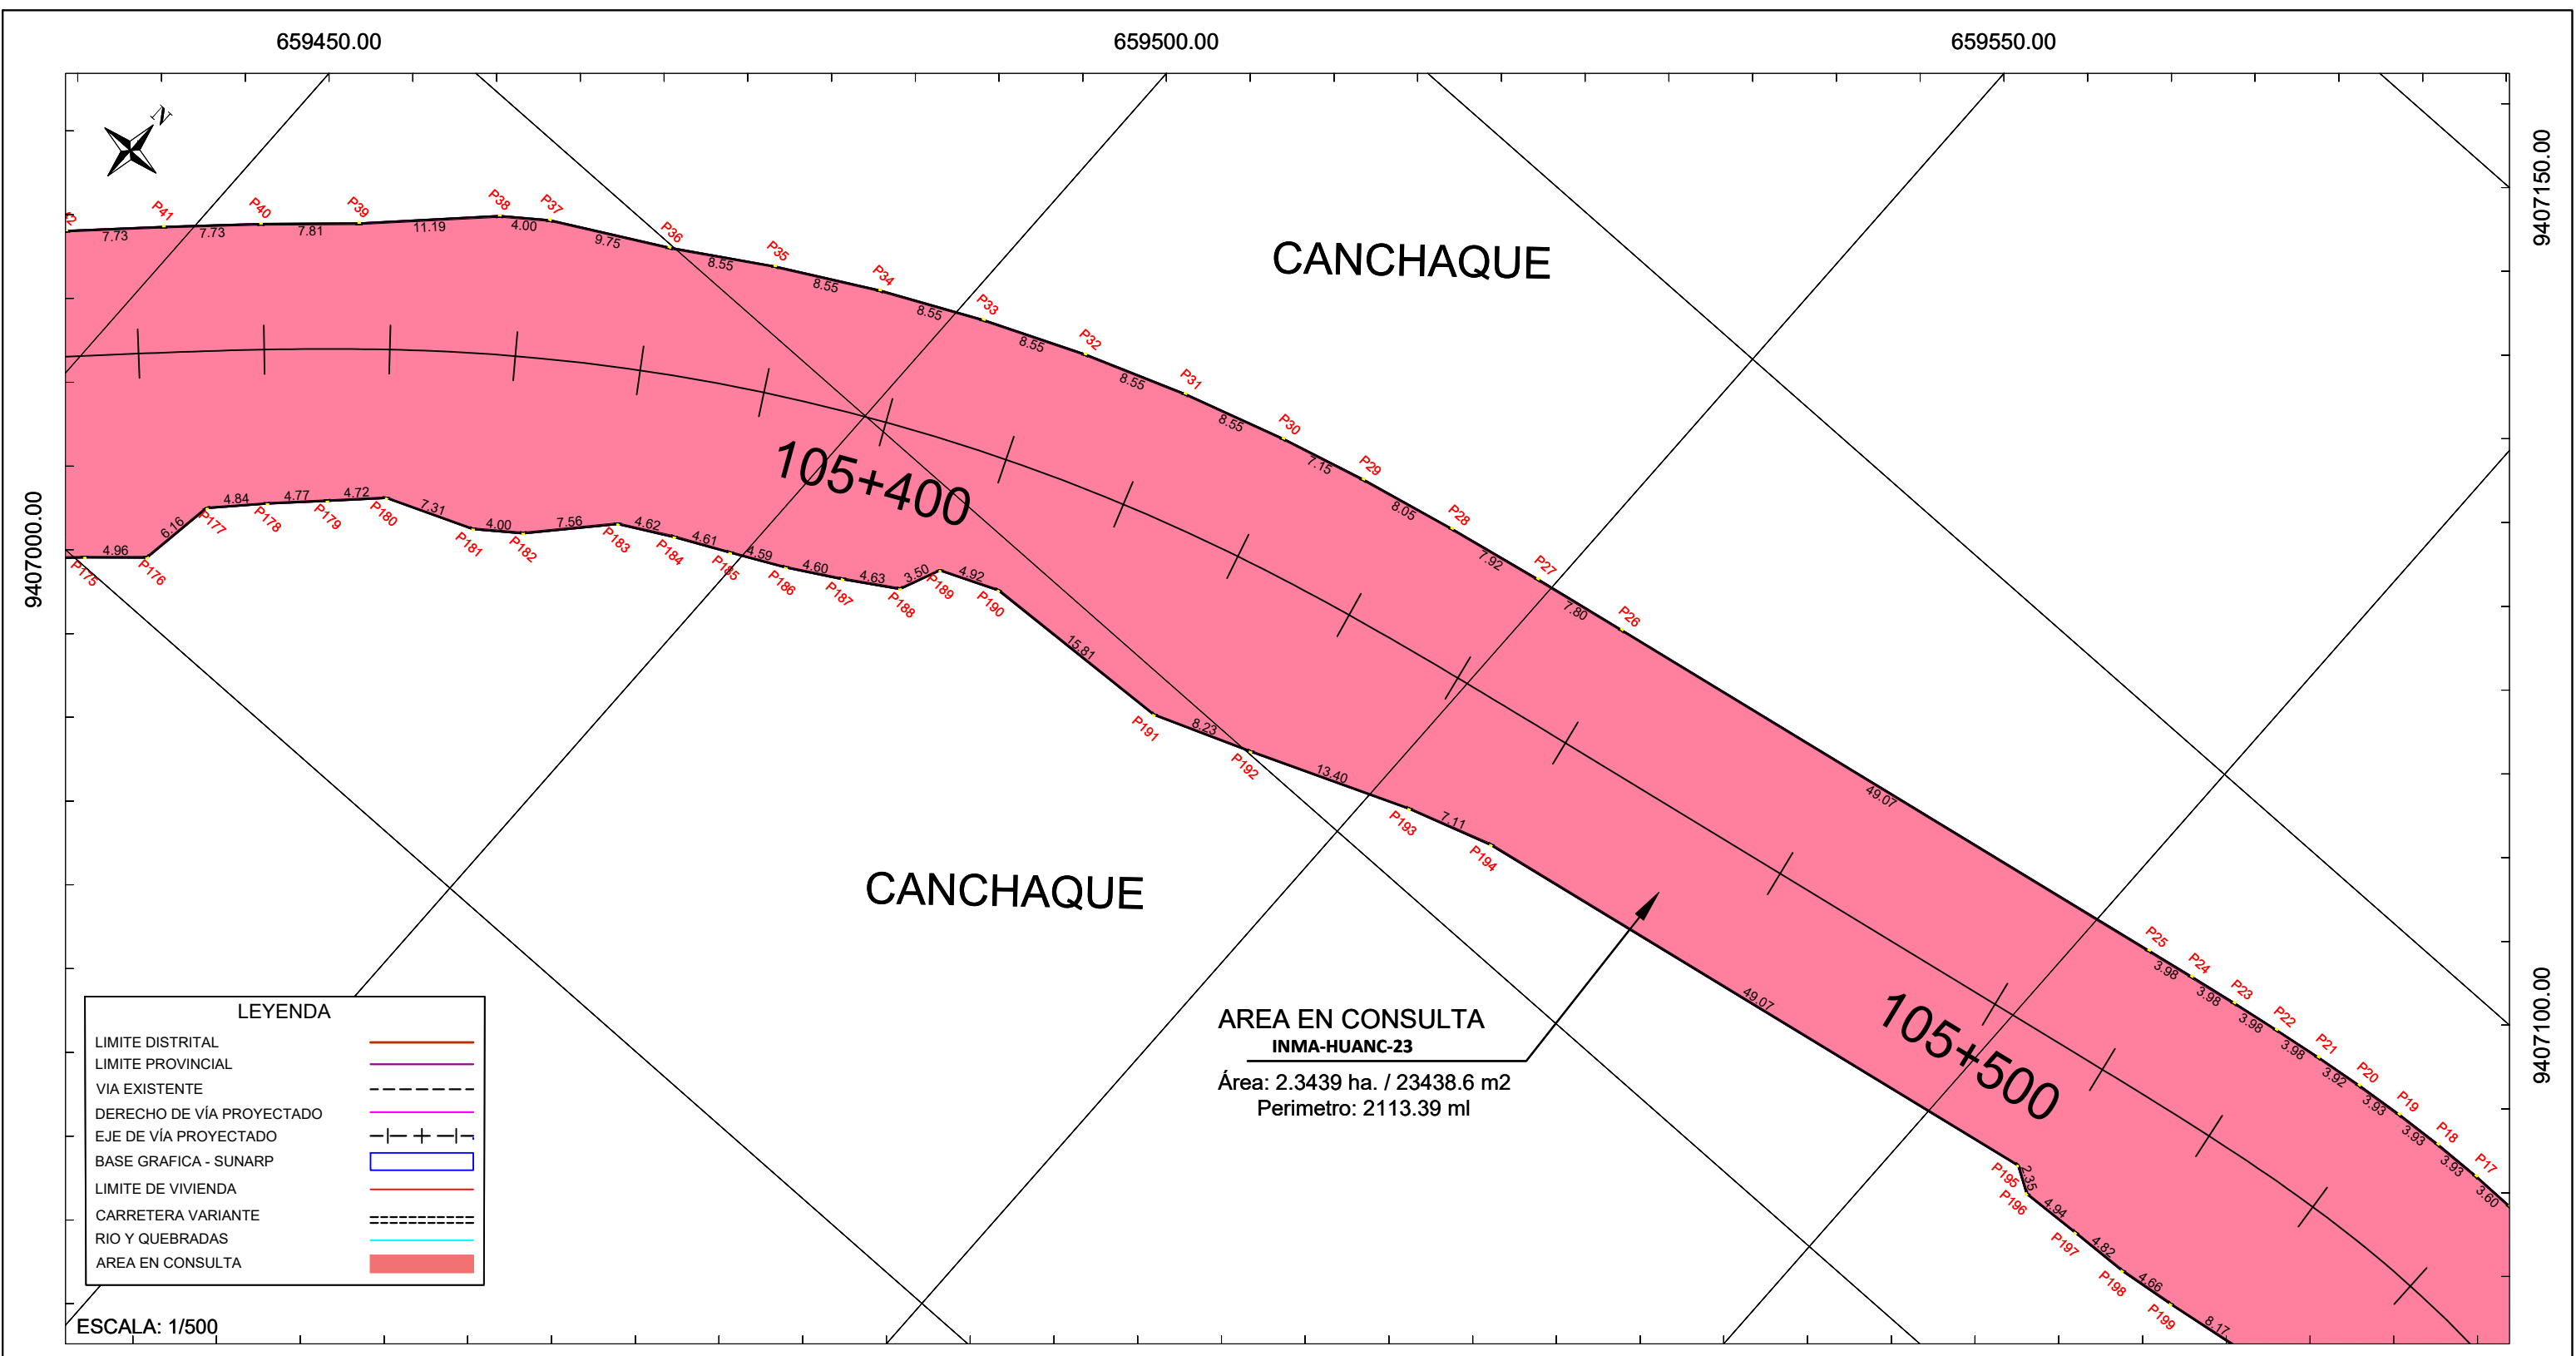 659450.00
659500.00
659550.00
N
9407150.00
9407000.00
9407100.00
P41
P40
P39
P38
P37
P36
P35
P34
P33
P32
P31
P30
P29
P28
P27
P26
P25
P24
P23
P22
P21
P20
P19
P18
P17
7.73
7.73
7.81
11.19
4.00
9.75
8.55
8.55
8.55
8.55
8.55
8.55
7.15
8.05
7.92
7.80
49.07
3.98
3.98
3.98
3.98
3.92
3.93
3.93
3.93
3.60
CANCHAQUE
105+400
4.96
6.16
4.84
4.77
4.72
7.31
4.00
7.56
4.62
4.61
4.59
4.60
4.63
3.50
4.92
15.81
8.23
13.40
7.11
49.07
2.35
4.94
4.82
4.66
8.17
P175
P176
P177
P178
P179
P180
P181
P182
P183
P184
P185
P186
P187
P188
P189
P190
P191
P192
P193
P194
P195
P196
P197
P198
P199
CANCHAQUE
105+500
AREA EN CONSULTA
INMA-HUANC-23
Área: 2.3439 ha. / 23438.6 m2
Perimetro: 2113.39 ml
LEYENDA
LIMITE DISTRITAL
LIMITE PROVINCIAL
VIA EXISTENTE
DERECHO DE VÍA PROYECTADO
EJE DE VÍA PROYECTADO
BASE GRAFICA - SUNARP
LIMITE DE VIVIENDA
CARRETERA VARIANTE
RIO Y QUEBRADAS
AREA EN CONSULTA
ESCALA: 1/500